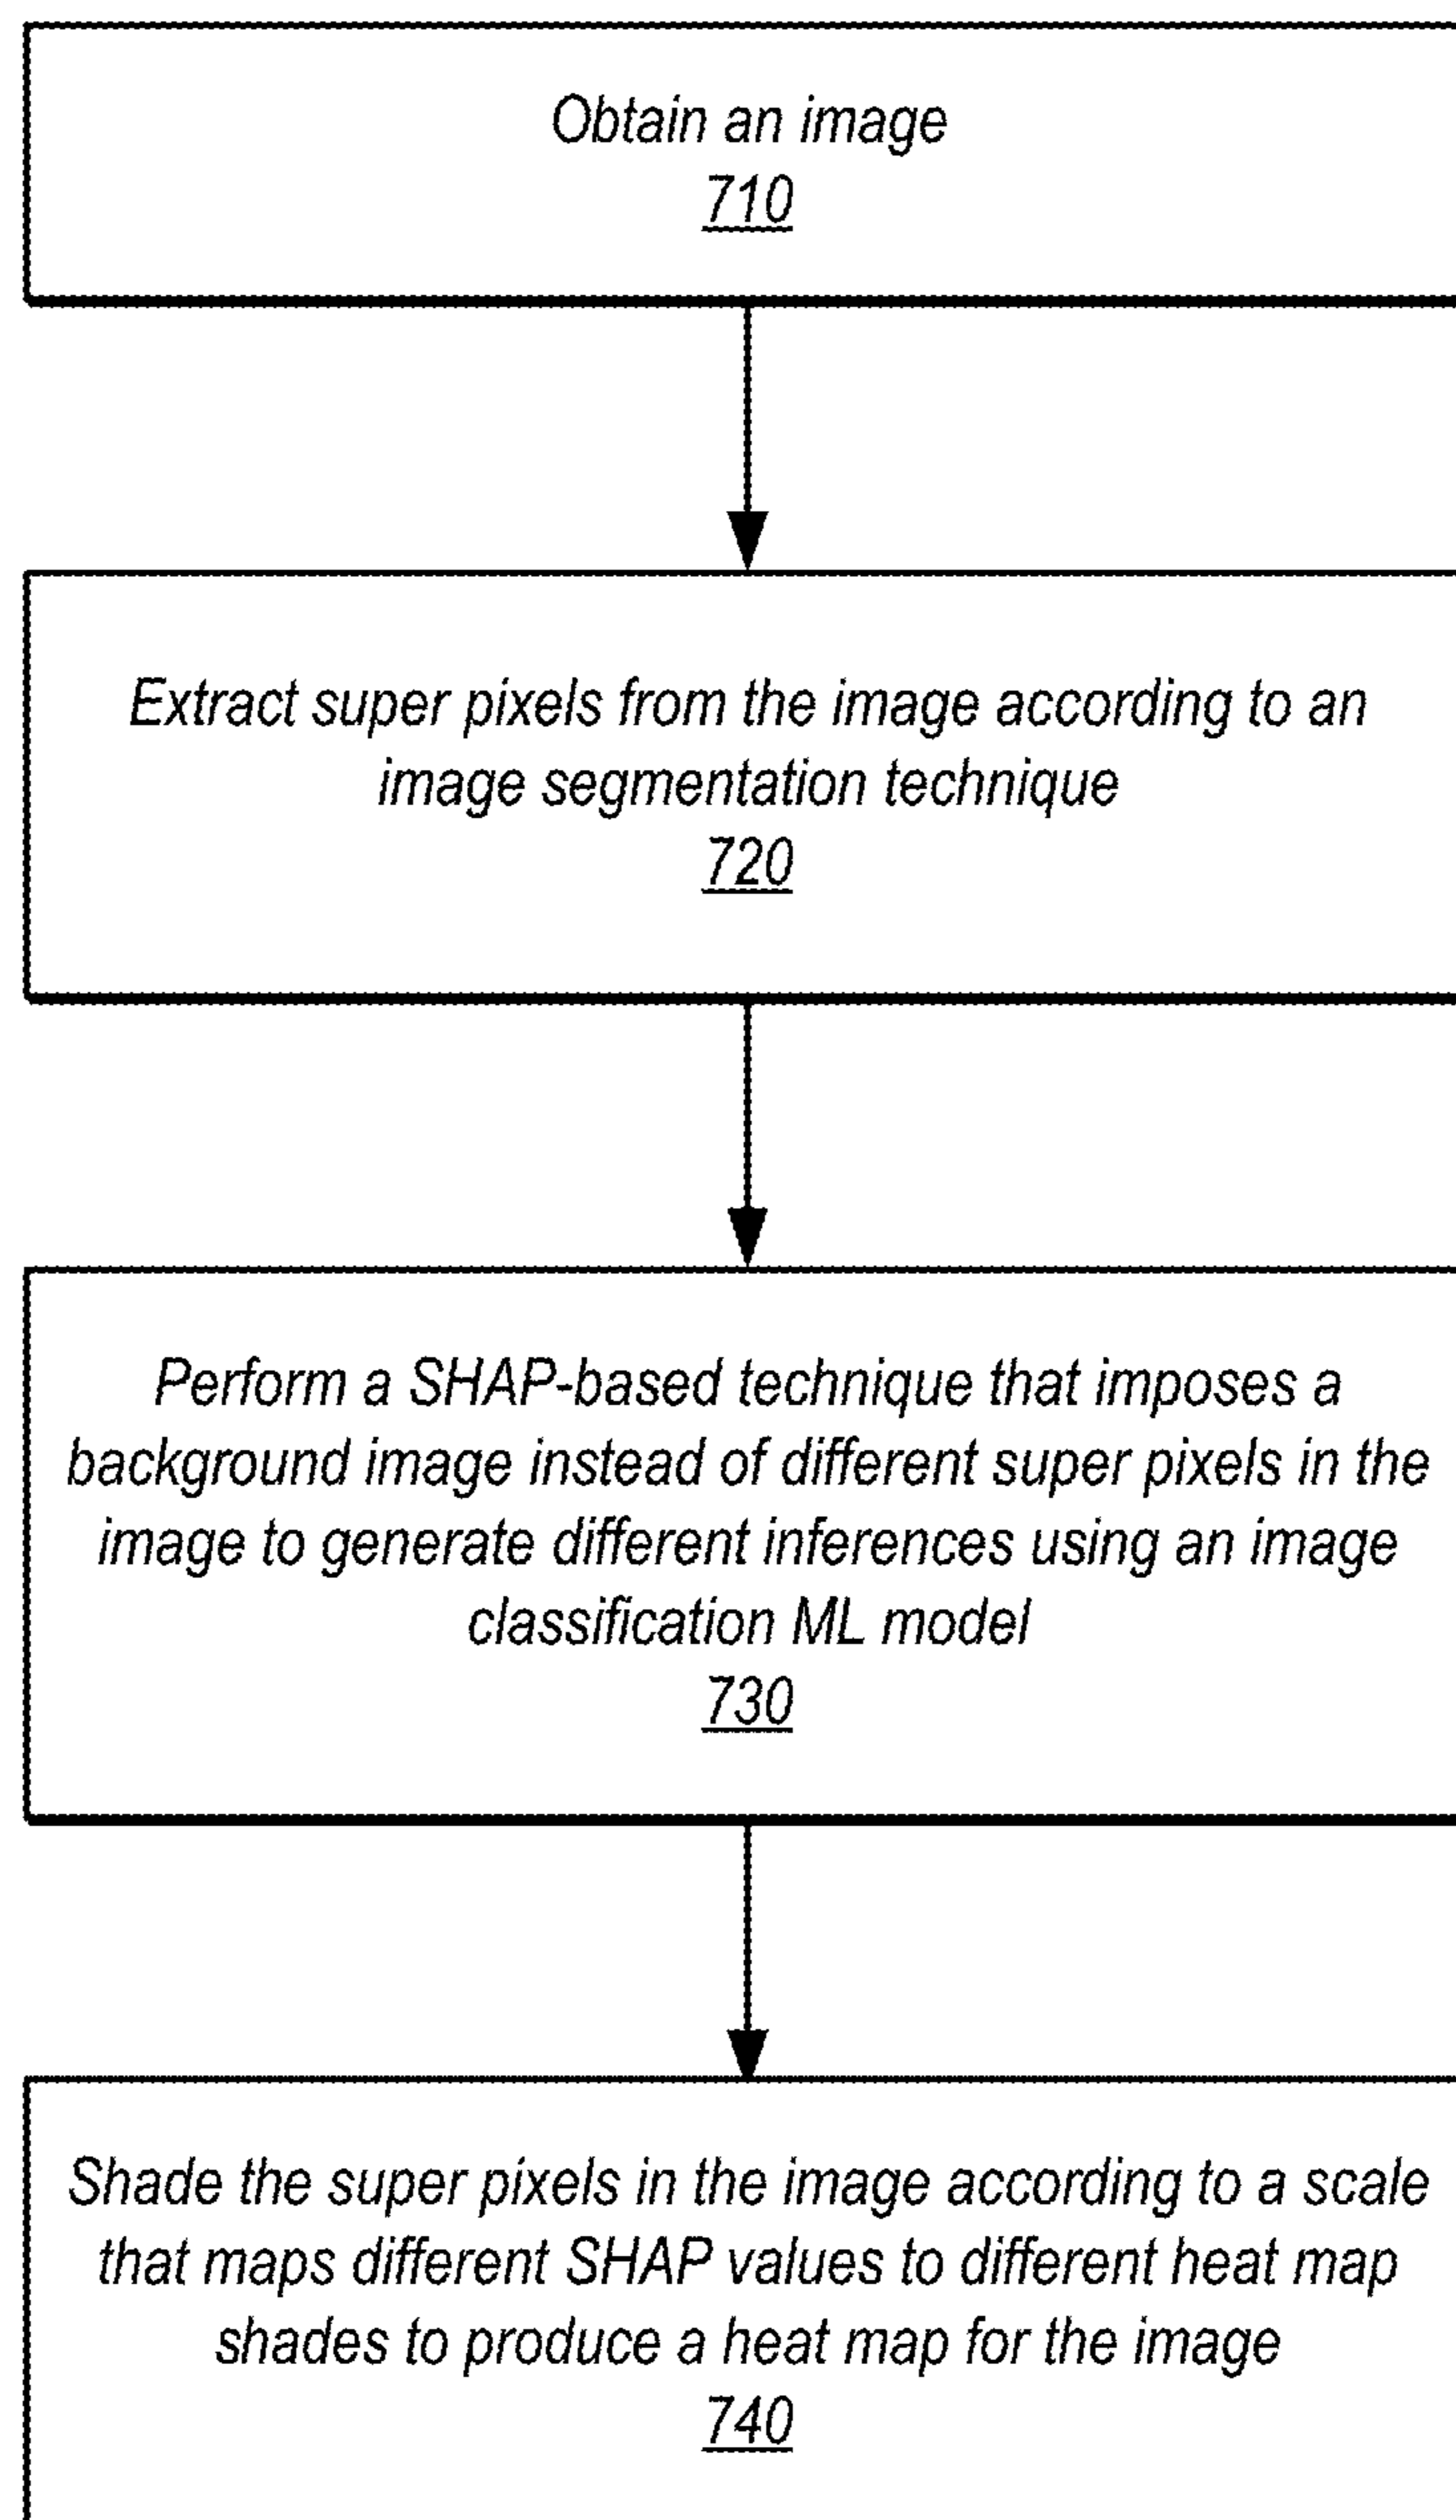 Obtain an image
710
Extract super pixels from the image according to an
image segmentation technique
720
Perform a SHAP-based technique that imposes a
background image instead of different super pixels in the
image to generate different inferences using an image
classification ML model
730
Shade the super pixels in the image according to a scale
that maps different SHAP values to different heat map
shades to produce a heat map for the image
740